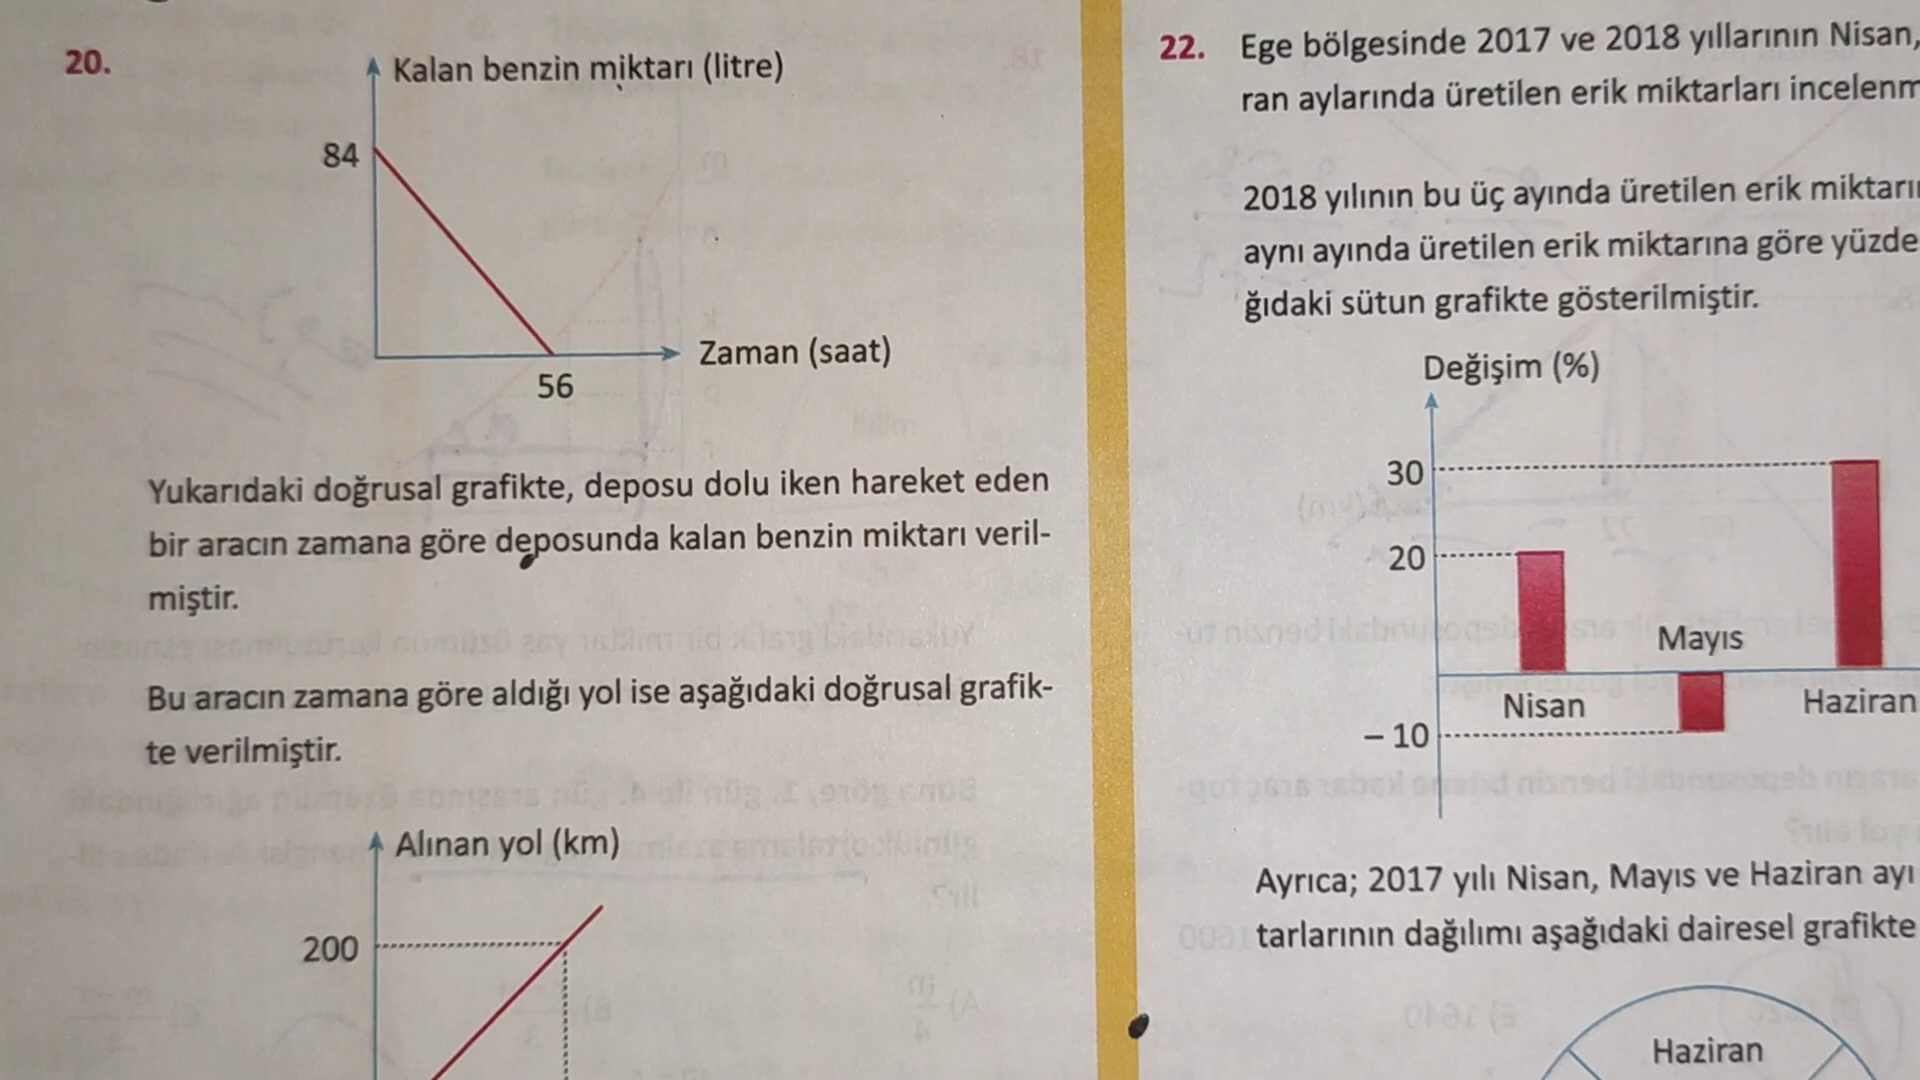 20.
Kalan benzin miktarı (litre)
84
Zaman (saat)
56
Yukarıdaki doğrusal grafikte, deposu dolu iken hareket eden
bir aracın zamana göre deposunda kalan benzin miktarı veril-
miştir.
Bu aracın zamana göre aldığı yol ise aşağıdaki doğrusal grafik-
te verilmiştir.
Alınan yol (km)
200
22. Ege bölgesinde 2017 ve 2018 yıllarının Nisan,
ran aylarında üretilen erik miktarları incelenm
2018 yılının bu üç ayında üretilen erik miktarı
aynı ayında üretilen erik miktarına göre yüzde
ğıdaki sütun grafikte gösterilmiştir.
Değişim (%)
30
20
Mayıs
Nisan
Haziran
– 10
Ayrıca; 2017 yılı Nisan, Mayıs ve Haziran ayı
tarlarının dağılımı aşağıdaki dairesel grafikte
Haziran